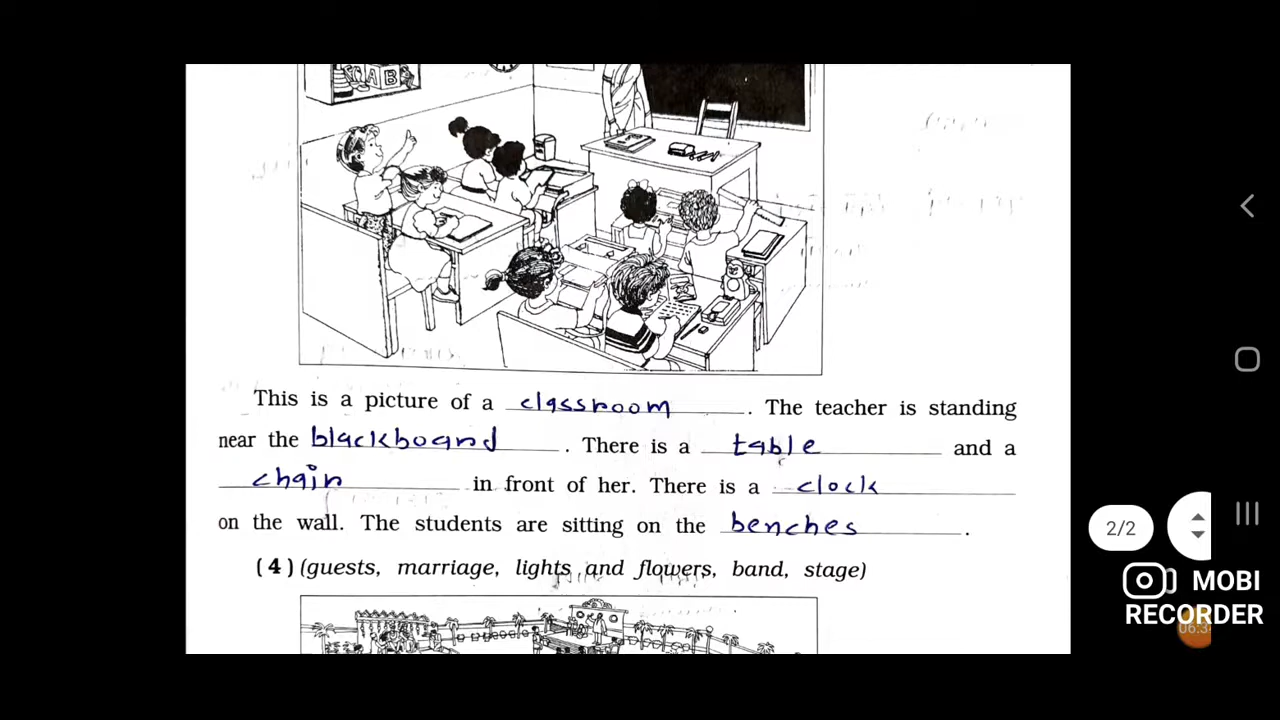 A B
This is a picture of a classroom. The teacher is standing
near the blackboard. There is a table and a
chair in front of her. There is a clock
on the wall. The students are sitting on the benches.
(4) (guests, marriage, lights and flowers, band, stage)
2/2
MOBI
RECORDER